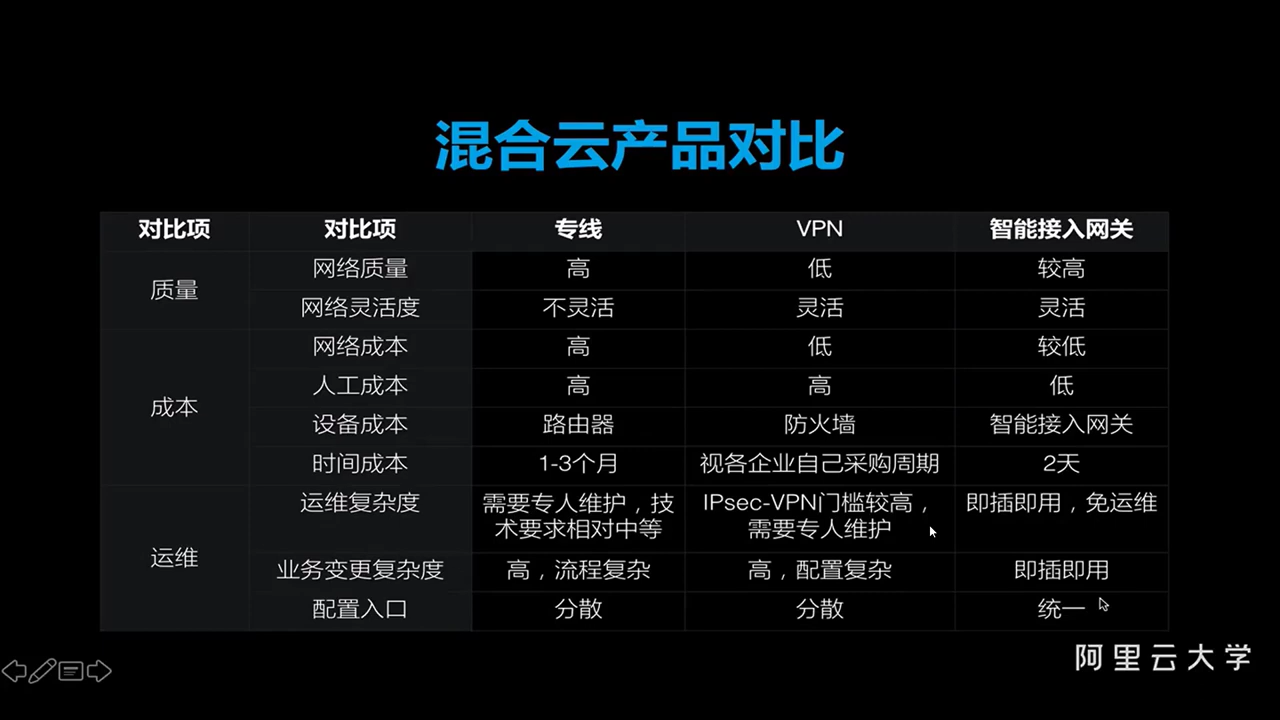 混合云产品对比
对比项 对比项 专线 VPN 智能接入网关
质量 网络质量 高 低 较高
网络灵活度 不灵活 灵活 灵活
成本 网络成本 高 低 较低
人工成本 高 高 低
设备成本 路由器 防火墙 智能接入网关
时间成本 1-3个月 视各企业自己采购周期 2天
运维 运维复杂度 需要专人维护，技术要求相对中等 IPsec-VPN门槛较高，需要专人维护 即插即用，免运维
业务变更复杂度 高，流程复杂 高，配置复杂 即插即用
配置入口 分散 分散 统一
阿里云大学